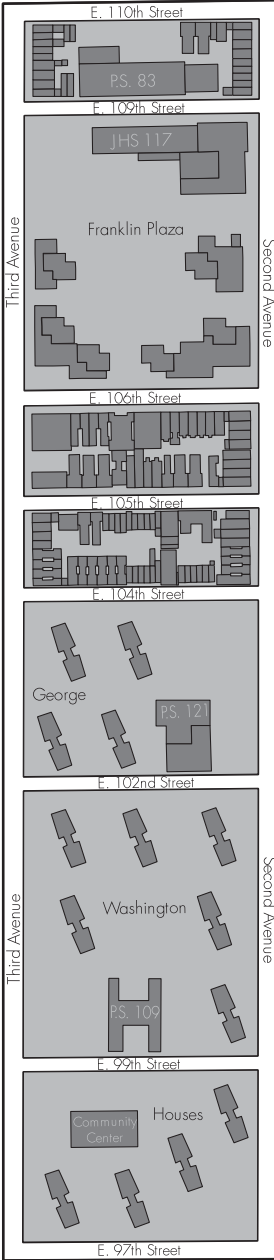 E. 110th Street
P.S. 83
E. 109th Street
JHS 117
Franklin Plaza
Third Avenue
Second Avenue
E. 106th Street
E. 105th Street
E. 104th Street
George
P.S. 121
E. 102nd Street
Washington
Third Avenue
Second Avenue
P.S. 109
E. 99th Street
Houses
Community
Center
E. 97th Street